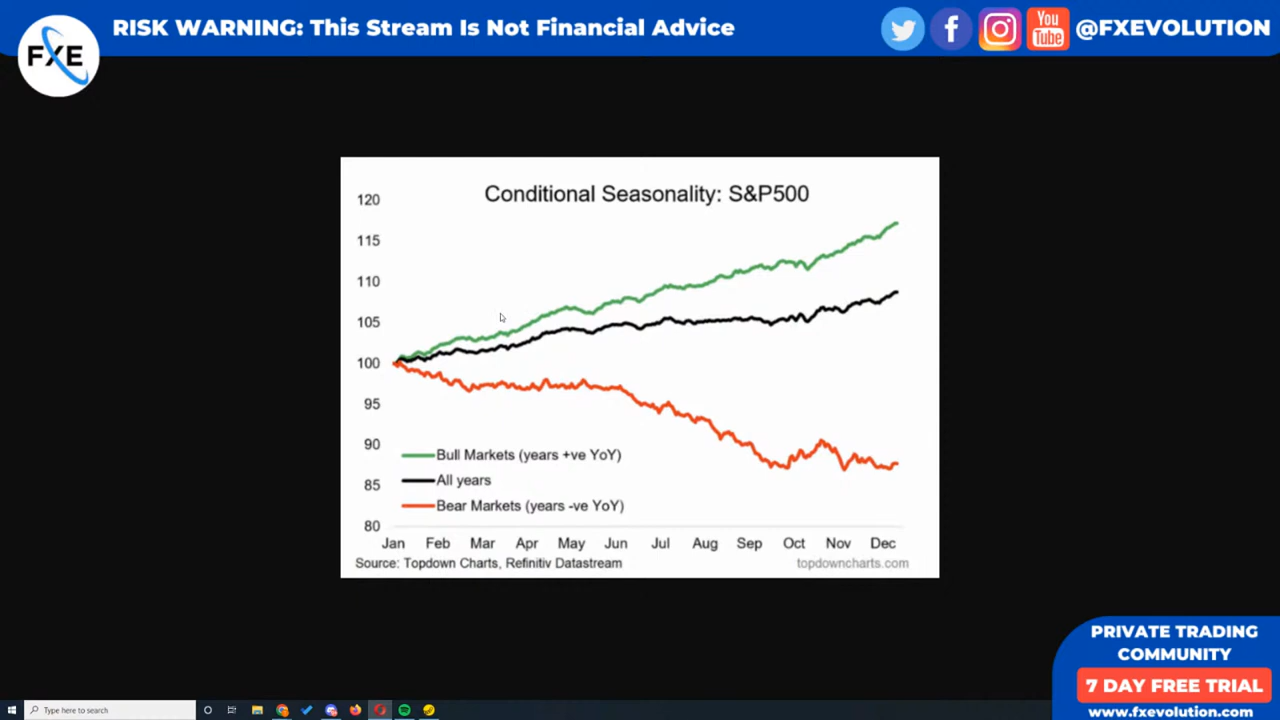 RISK WARNING: This Stream Is Not Financial Advice
FXE
You
Tube
@FXEVOLUTION
Conditional Seasonality: S&P500
120
115
110
105
100
95
90
85
80
Bull Markets (years +ve YoY)
All years
Bear Markets (years -ve YoY)
Jan Feb Mar Apr May Jun Jul Aug Sep Oct Nov Dec
Source: Topdown Charts, Refinitiv Datastream
topdowncharts.com
PRIVATE TRADING
COMMUNITY
7 DAY FREE TRIAL
www.fxevolution.com
Type here to search